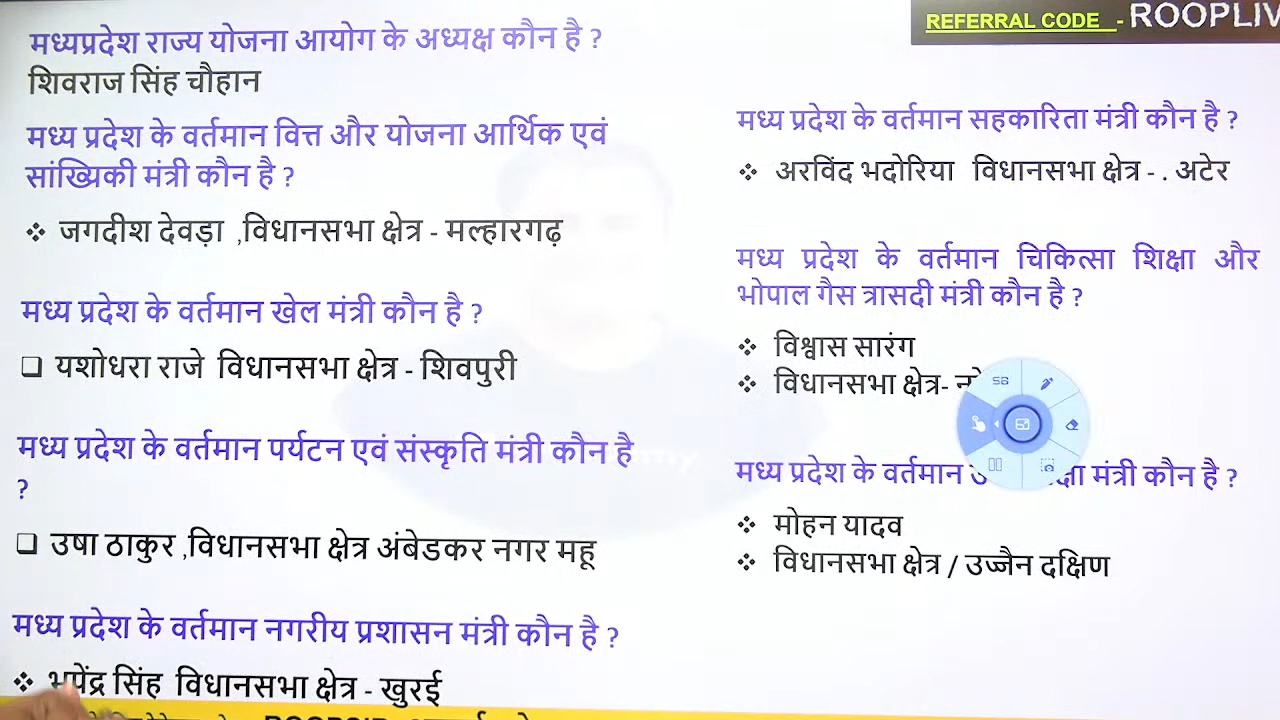 REFERRAL CODE - ROOPLIV
मध्यप्रदेश राज्य योजना आयोग के अध्यक्ष कौन है ?
शिवराज सिंह चौहान
मध्य प्रदेश के वर्तमान वित्त और योजना आर्थिक एवं
सांख्यिकी मंत्री कौन है ?
❖ जगदीश देवड़ा ,विधानसभा क्षेत्र - मल्हारगढ़
मध्य प्रदेश के वर्तमान खेल मंत्री कौन है ?
❑ यशोधरा राजे विधानसभा क्षेत्र - शिवपुरी
मध्य प्रदेश के वर्तमान पर्यटन एवं संस्कृति मंत्री कौन है
?
❑ उषा ठाकुर ,विधानसभा क्षेत्र अंबेडकर नगर महू
मध्य प्रदेश के वर्तमान नगरीय प्रशासन मंत्री कौन है ?
❖ भूपेंद्र सिंह विधानसभा क्षेत्र - खुरई
मध्य प्रदेश के वर्तमान सहकारिता मंत्री कौन है ?
❖ अरविंद भदोरिया विधानसभा क्षेत्र - . अटेर
मध्य प्रदेश के वर्तमान चिकित्सा शिक्षा और
भोपाल गैस त्रासदी मंत्री कौन है ?
❖ विश्वास सारंग
❖ विधानसभा क्षेत्र-
मध्य प्रदेश के वर्तमान मंत्री कौन है ?
❖ मोहन यादव
❖ विधानसभा क्षेत्र / उज्जैन दक्षिण